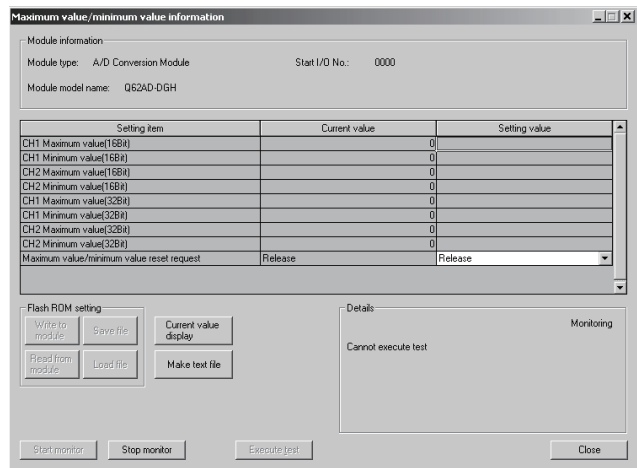 Maximum value/minimum value information
Module information
Module type: A/D Conversion Module Start I/O No.: 0000
Module model name: Q62AD-DGH
Setting item Current value Setting value
CH1 Maximum value(16Bit) 0
CH1 Minimum value(16Bit) 0
CH2 Maximum value(16Bit) 0
CH2 Minimum value(16Bit) 0
CH1 Maximum value(32Bit) 0
CH1 Minimum value(32Bit) 0
CH2 Maximum value(32Bit) 0
CH2 Minimum value(32Bit) 0
Maximum value/minimum value reset request Release Release
Flash ROM setting
Write to
module
Save file
Read from
module
Load file
Current value
display
Make text file
Details
Monitoring
Cannot execute test
Start monitor Stop monitor Execute test Close